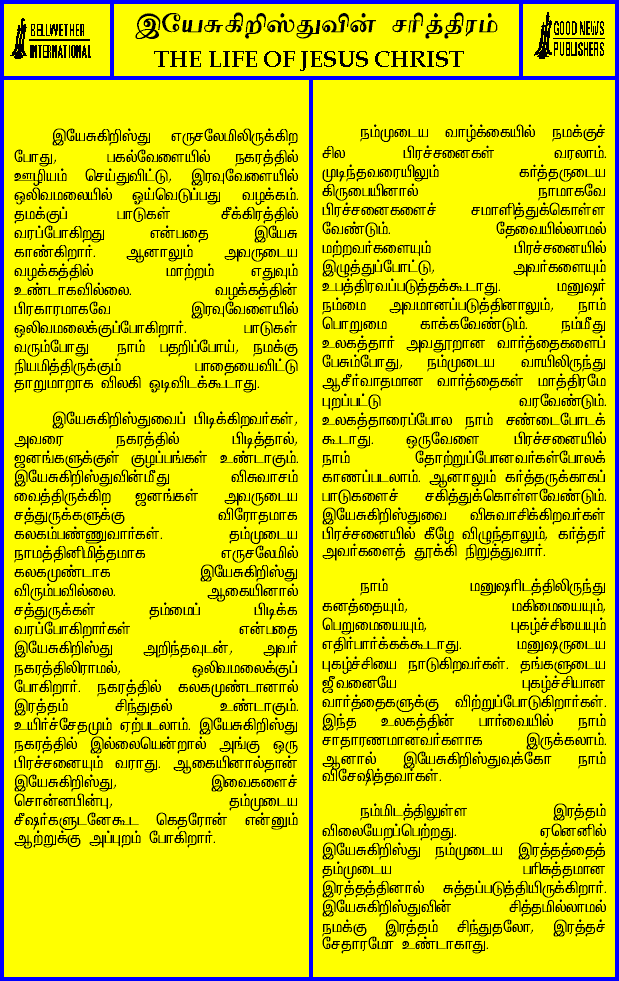 BELLWETHER
INTERNATIONAL
இயேசுகிறிஸ்துவின் சரித்திரம்
THE LIFE OF JESUS CHRIST
GOOD NEWS
PUBLISHERS
இயேசுகிறிஸ்து எருசலேமிலிருக்கிற
போது, பகல்வேளையில் நகரத்தில்
ஊழியம் செய்துவிட்டு, இரவுவேளையில்
ஒலிவமலையில் ஓய்வெடுப்பது வழக்கம்.
தமக்குப் பாடுகள் சீக்கிரத்தில்
வரப்போகிறது என்பதை இயேசு
காண்கிறார். ஆனாலும் அவருடைய
வழக்கத்தில் மாற்றம் எதுவும்
உண்டாகவில்லை. வழக்கத்தின்
பிரகாரமாகவே இரவுவேளையில்
ஒலிவமலைக்குப்போகிறார். பாடுகள்
வரும்போது நாம் பதறிப்போய், நமக்கு
நியமித்திருக்கும் பாதையைவிட்டு
தாறுமாறாக விலகி ஓடிவிடக்கூடாது.
இயேசுகிறிஸ்துவைப் பிடிக்கிறவர்கள்,
அவரை நகரத்தில் பிடித்தால்,
ஜனங்களுக்குள் குழப்பங்கள் உண்டாகும்.
இயேசுகிறிஸ்துவின்மீது விசுவாசம்
வைத்திருக்கிற ஜனங்கள் அவருடைய
சத்துருக்களுக்கு விரோதமாக
கலகம்பண்ணுவார்கள். தம்முடைய
நாமத்தினிமித்தமாக எருசலேமில்
கலகமுண்டாக இயேசுகிறிஸ்து
விரும்பவில்லை. ஆகையினால்
சத்துருக்கள் தம்மைப் பிடிக்க
வரப்போகிறார்கள் என்பதை
இயேசுகிறிஸ்து அறிந்தவுடன், அவர்
நகரத்திலிராமல், ஒலிவமலைக்குப்
போகிறார். நகரத்தில் கலகமுண்டானால்
இரத்தம் சிந்துதல் உண்டாகும்.
உயிர்ச்சேதமும் ஏற்படலாம். இயேசுகிறிஸ்து
நகரத்தில் இல்லையென்றால் அங்கு ஒரு
பிரச்சனையும் வராது. ஆகையினால்தான்
இயேசுகிறிஸ்து, இவைகளைச்
சொன்னபின்பு, தம்முடைய
சீஷர்களுடனேகூட கெதரோன் என்னும்
ஆற்றுக்கு அப்புறம் போகிறார்.
நம்முடைய வாழ்க்கையில் நமக்குச்
சில பிரச்சனைகள் வரலாம்.
முடிந்தவரையிலும் கர்த்தருடைய
கிருபையினால் நாமாகவே
பிரச்சனைகளைச் சமாளித்துக்கொள்ள
வேண்டும். தேவையில்லாமல்
மற்றவர்களையும் பிரச்சனையில்
இழுத்துப்போட்டு, அவர்களையும்
உபத்திரவப்படுத்தக்கூடாது. மனுஷர்
நம்மை அவமானப்படுத்தினாலும், நாம்
பொறுமை காக்கவேண்டும். நம்மீது
உலகத்தார் அவதூறான வார்த்தைகளைப்
பேசும்போது, நம்முடைய வாயிலிருந்து
ஆசீர்வாதமான வார்த்தைகள் மாத்திரமே
புறப்பட்டு வரவேண்டும்.
உலகத்தாரைப்போல நாம் சண்டைபோடக்
கூடாது. ஒருவேளை பிரச்சனையில்
நாம் தோற்றுப்போனவர்கள்போலக்
காணப்படலாம். ஆனாலும் கர்த்தருக்காகப்
பாடுகளைச் சகித்துக்கொள்ளவேண்டும்.
இயேசுகிறிஸ்துவை விசுவாசிக்கிறவர்கள்
பிரச்சனையில் கீழே விழுந்தாலும், கர்த்தர்
அவர்களைத் தூக்கி நிறுத்துவார்.
நாம் மனுஷரிடத்திலிருந்து
கனத்தையும், மகிமையையும்,
பெறுமையையும், புகழ்ச்சியையும்
எதிர்பார்க்கக்கூடாது. மனுஷருடைய
புகழ்ச்சியை நாடுகிறவர்கள். தங்களுடைய
ஜீவனையே புகழ்ச்சியான
வார்த்தைகளுக்கு விற்றுப்போடுகிறார்கள்.
இந்த உலகத்தின் பார்வையில் நாம்
சாதாரணமானவர்களாக இருக்கலாம்.
ஆனால் இயேசுகிறிஸ்துவுக்கோ நாம்
விசேஷித்தவர்கள்.
நம்மிடத்திலுள்ள இரத்தம்
விலையேறப்பெற்றது. ஏனெனில்
இயேசுகிறிஸ்து நம்முடைய இரத்தத்தைத்
தம்முடைய பரிசுத்தமான
இரத்தத்தினால் சுத்தப்படுத்தியிருக்கிறார்.
இயேசுகிறிஸ்துவின் சித்தமில்லாமல்
நமக்கு இரத்தம் சிந்துதலோ, இரத்தச்
சேதாரமோ உண்டாகாது.